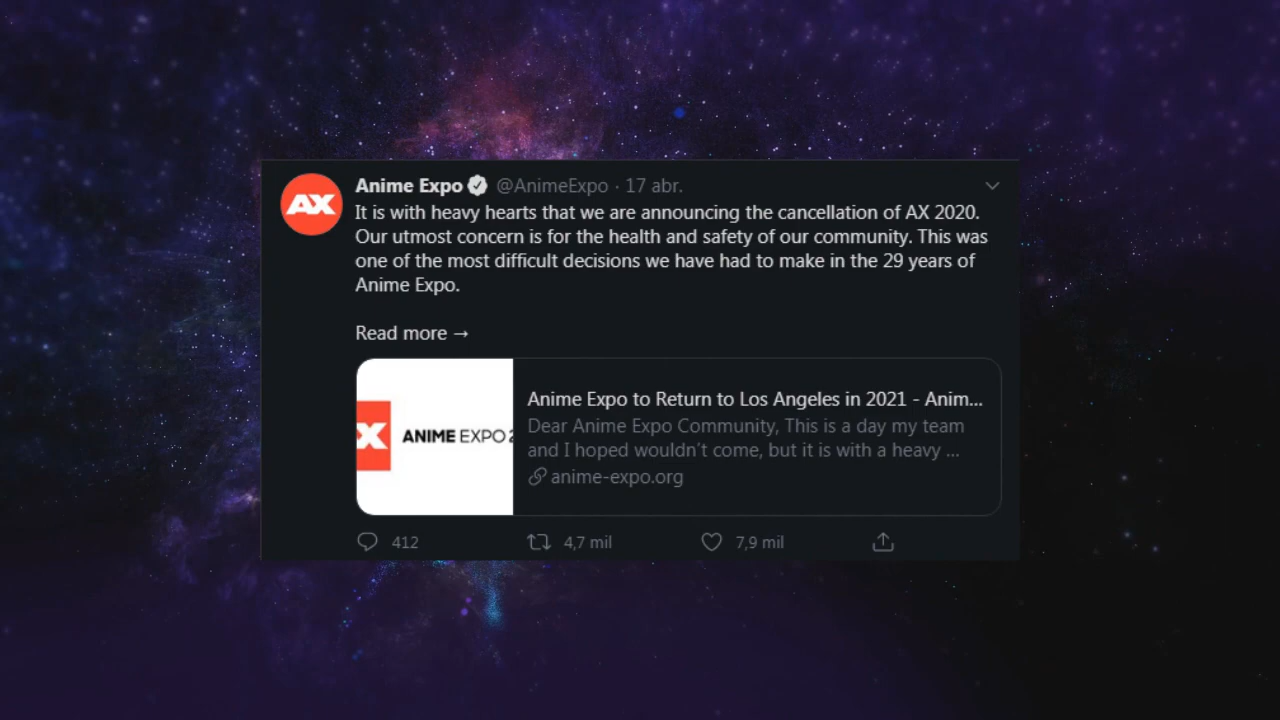 AX
Anime Expo @AnimeExpo · 17 abr.
It is with heavy hearts that we are announcing the cancellation of AX 2020.
Our utmost concern is for the health and safety of our community. This was
one of the most difficult decisions we have had to make in the 29 years of
Anime Expo.
Read more →
X ANIME EXPO 2
Anime Expo to Return to Los Angeles in 2021 - Anim...
Dear Anime Expo Community, This is a day my team
and I hoped wouldn't come, but it is with a heavy ...
anime-expo.org
412 4,7 mil 7,9 mil